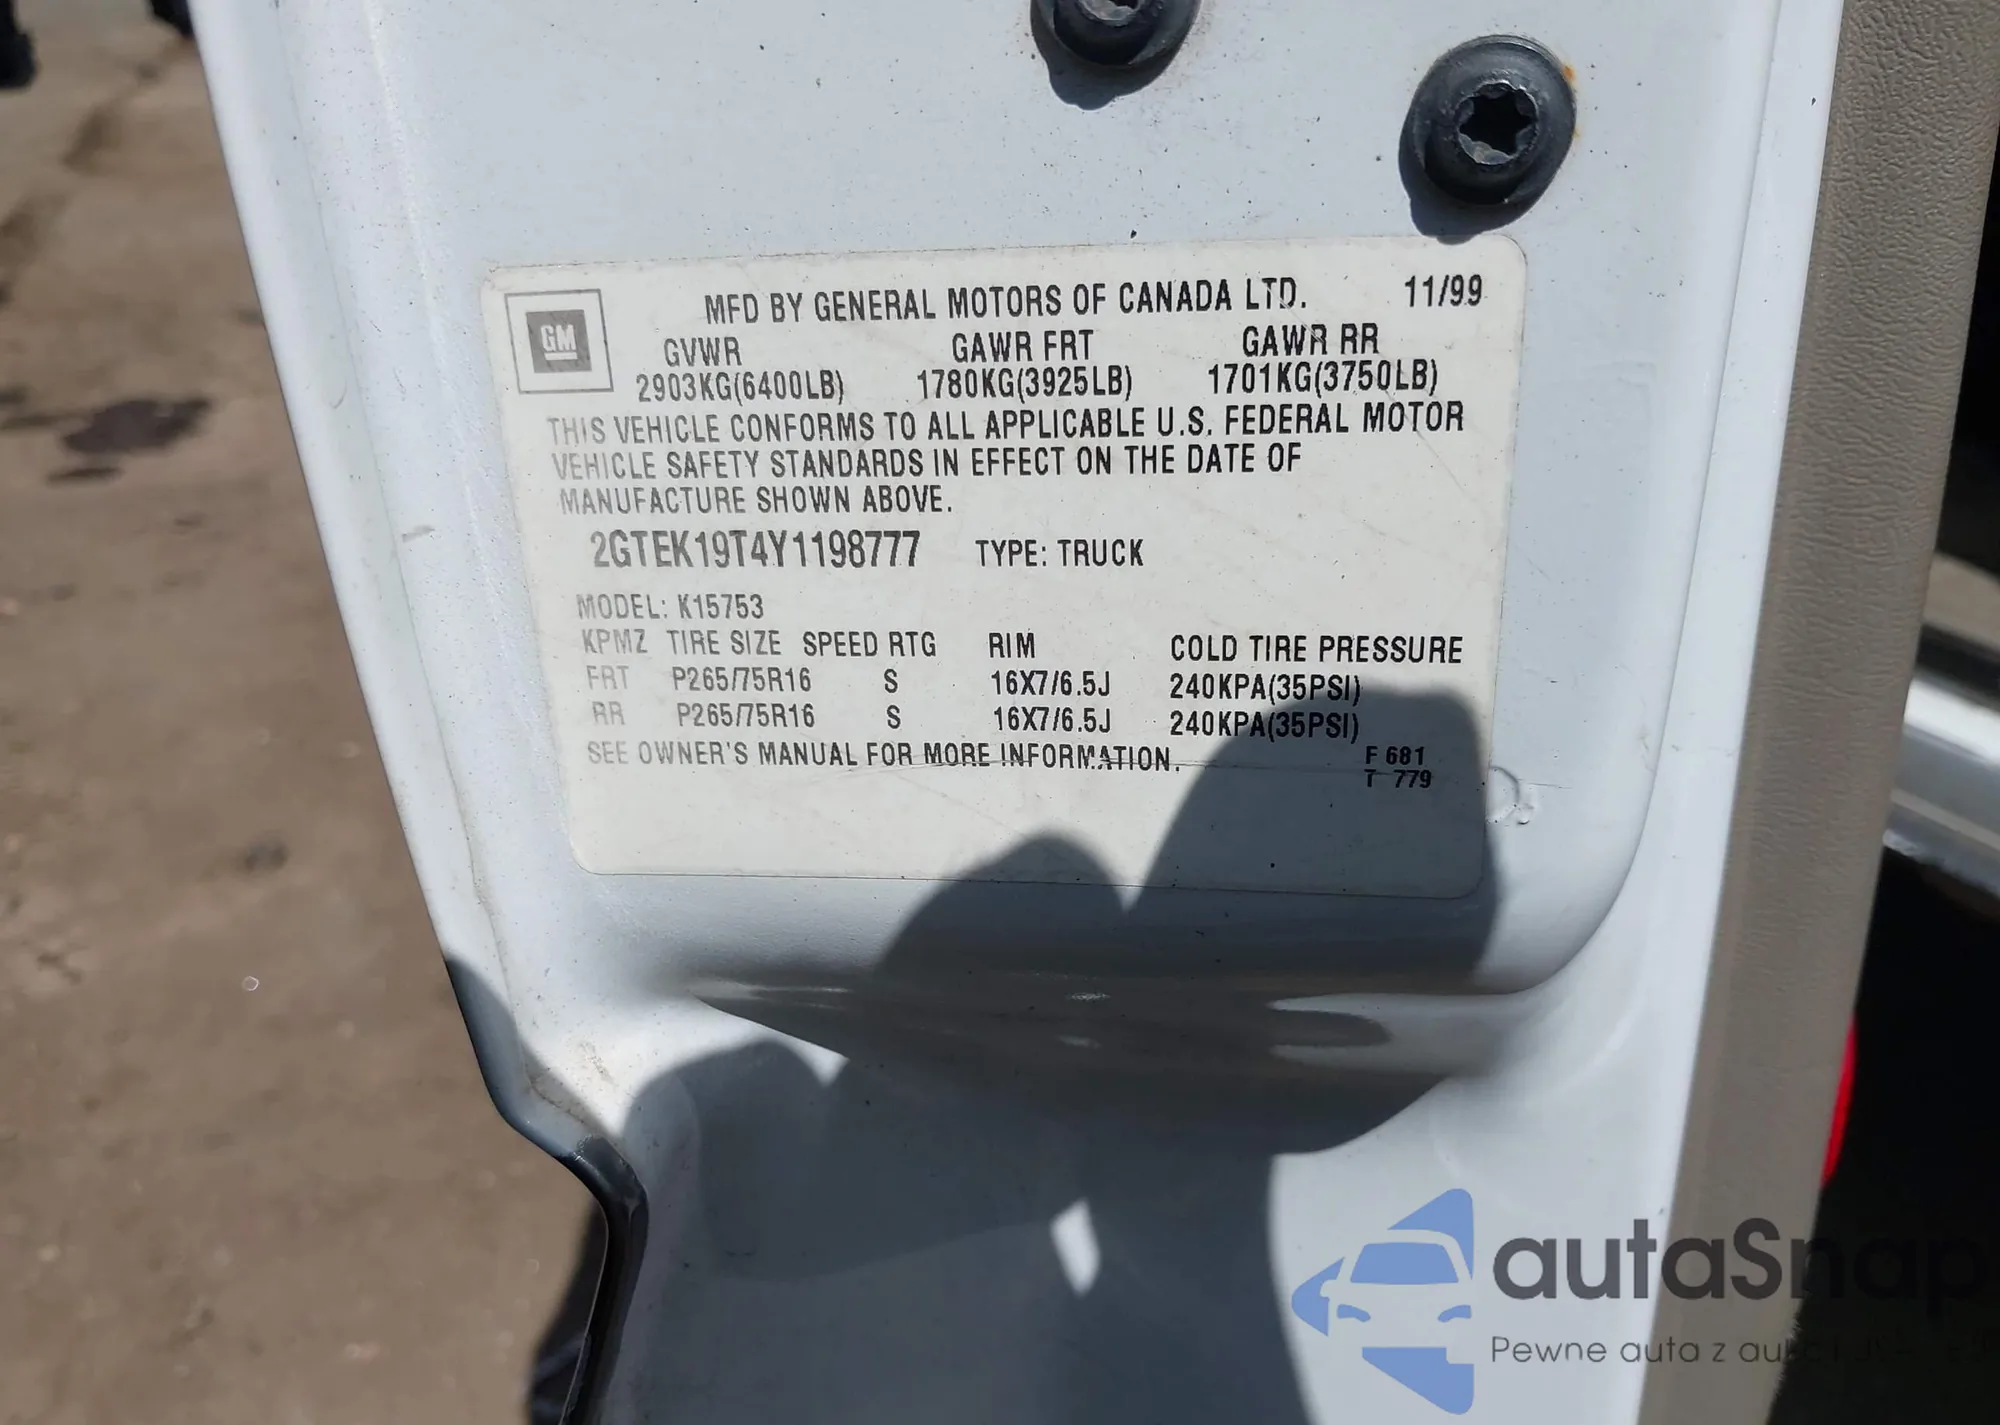 MFD BY GENERAL MOTORS OF CANADA LTD. 11/99
GM
GVWR GAWR FRT GAWR RR
2903KG(6400LB) 1780KG(3925LB) 1701KG(3750LB)
THIS VEHICLE CONFORMS TO ALL APPLICABLE U.S. FEDERAL MOTOR
VEHICLE SAFETY STANDARDS IN EFFECT ON THE DATE OF
MANUFACTURE SHOWN ABOVE.
2GTEK19T4Y1198777 TYPE: TRUCK
MODEL: K15753
KPMZ TIRE SIZE SPEED RTG RIM COLD TIRE PRESSURE
FRT P265/75R16 S 16X7/6.5J 240KPA(35PSI)
RR P265/75R16 S 16X7/6.5J 240KPA(35PSI)
SEE OWNER'S MANUAL FOR MORE INFORMATION.
F 681
T 779
autaSnap
Pewne auta z